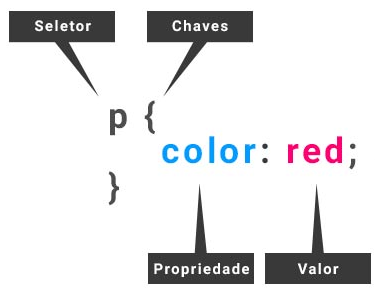 Seletor
Chaves
p {
color: red;
}
Propriedade
Valor